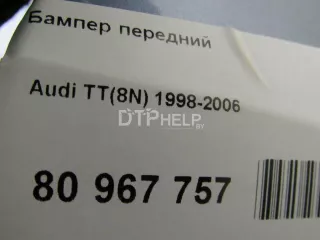 Бампер передний
Audi TT(8N) 1998-2006
DTPHELP.BY
80 967 757